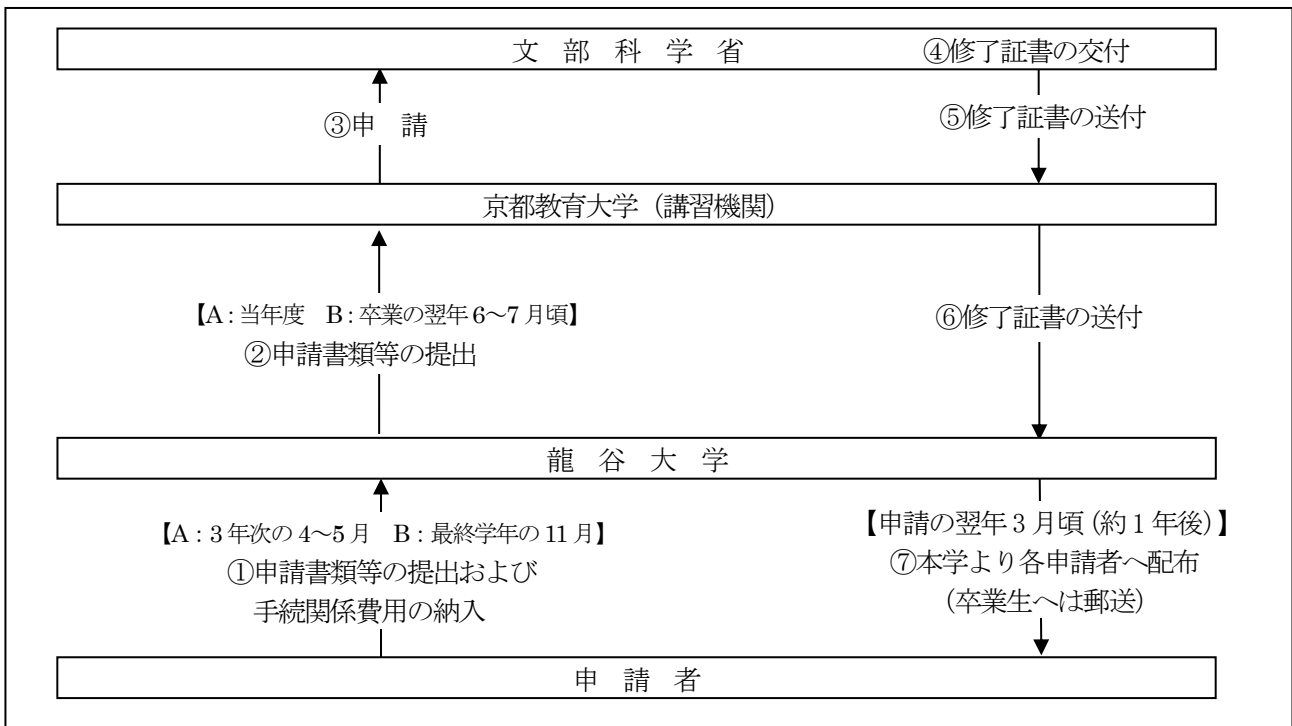 文 部 科 学 省　④修了証書の交付
③申　請
⑤修了証書の送付
京都教育大学（講習機関）
【A：当年度　B：卒業の翌年6～7月頃】
②申請書類等の提出
⑥修了証書の送付
龍 谷 大 学
【A：3年次の4～5月　B：最終学年の11月】
①申請書類等の提出および
手続関係費用の納入
【申請の翌年3月頃（約1年後）】
⑦本学より各申請者へ配布
（卒業生へは郵送）
申 請 者